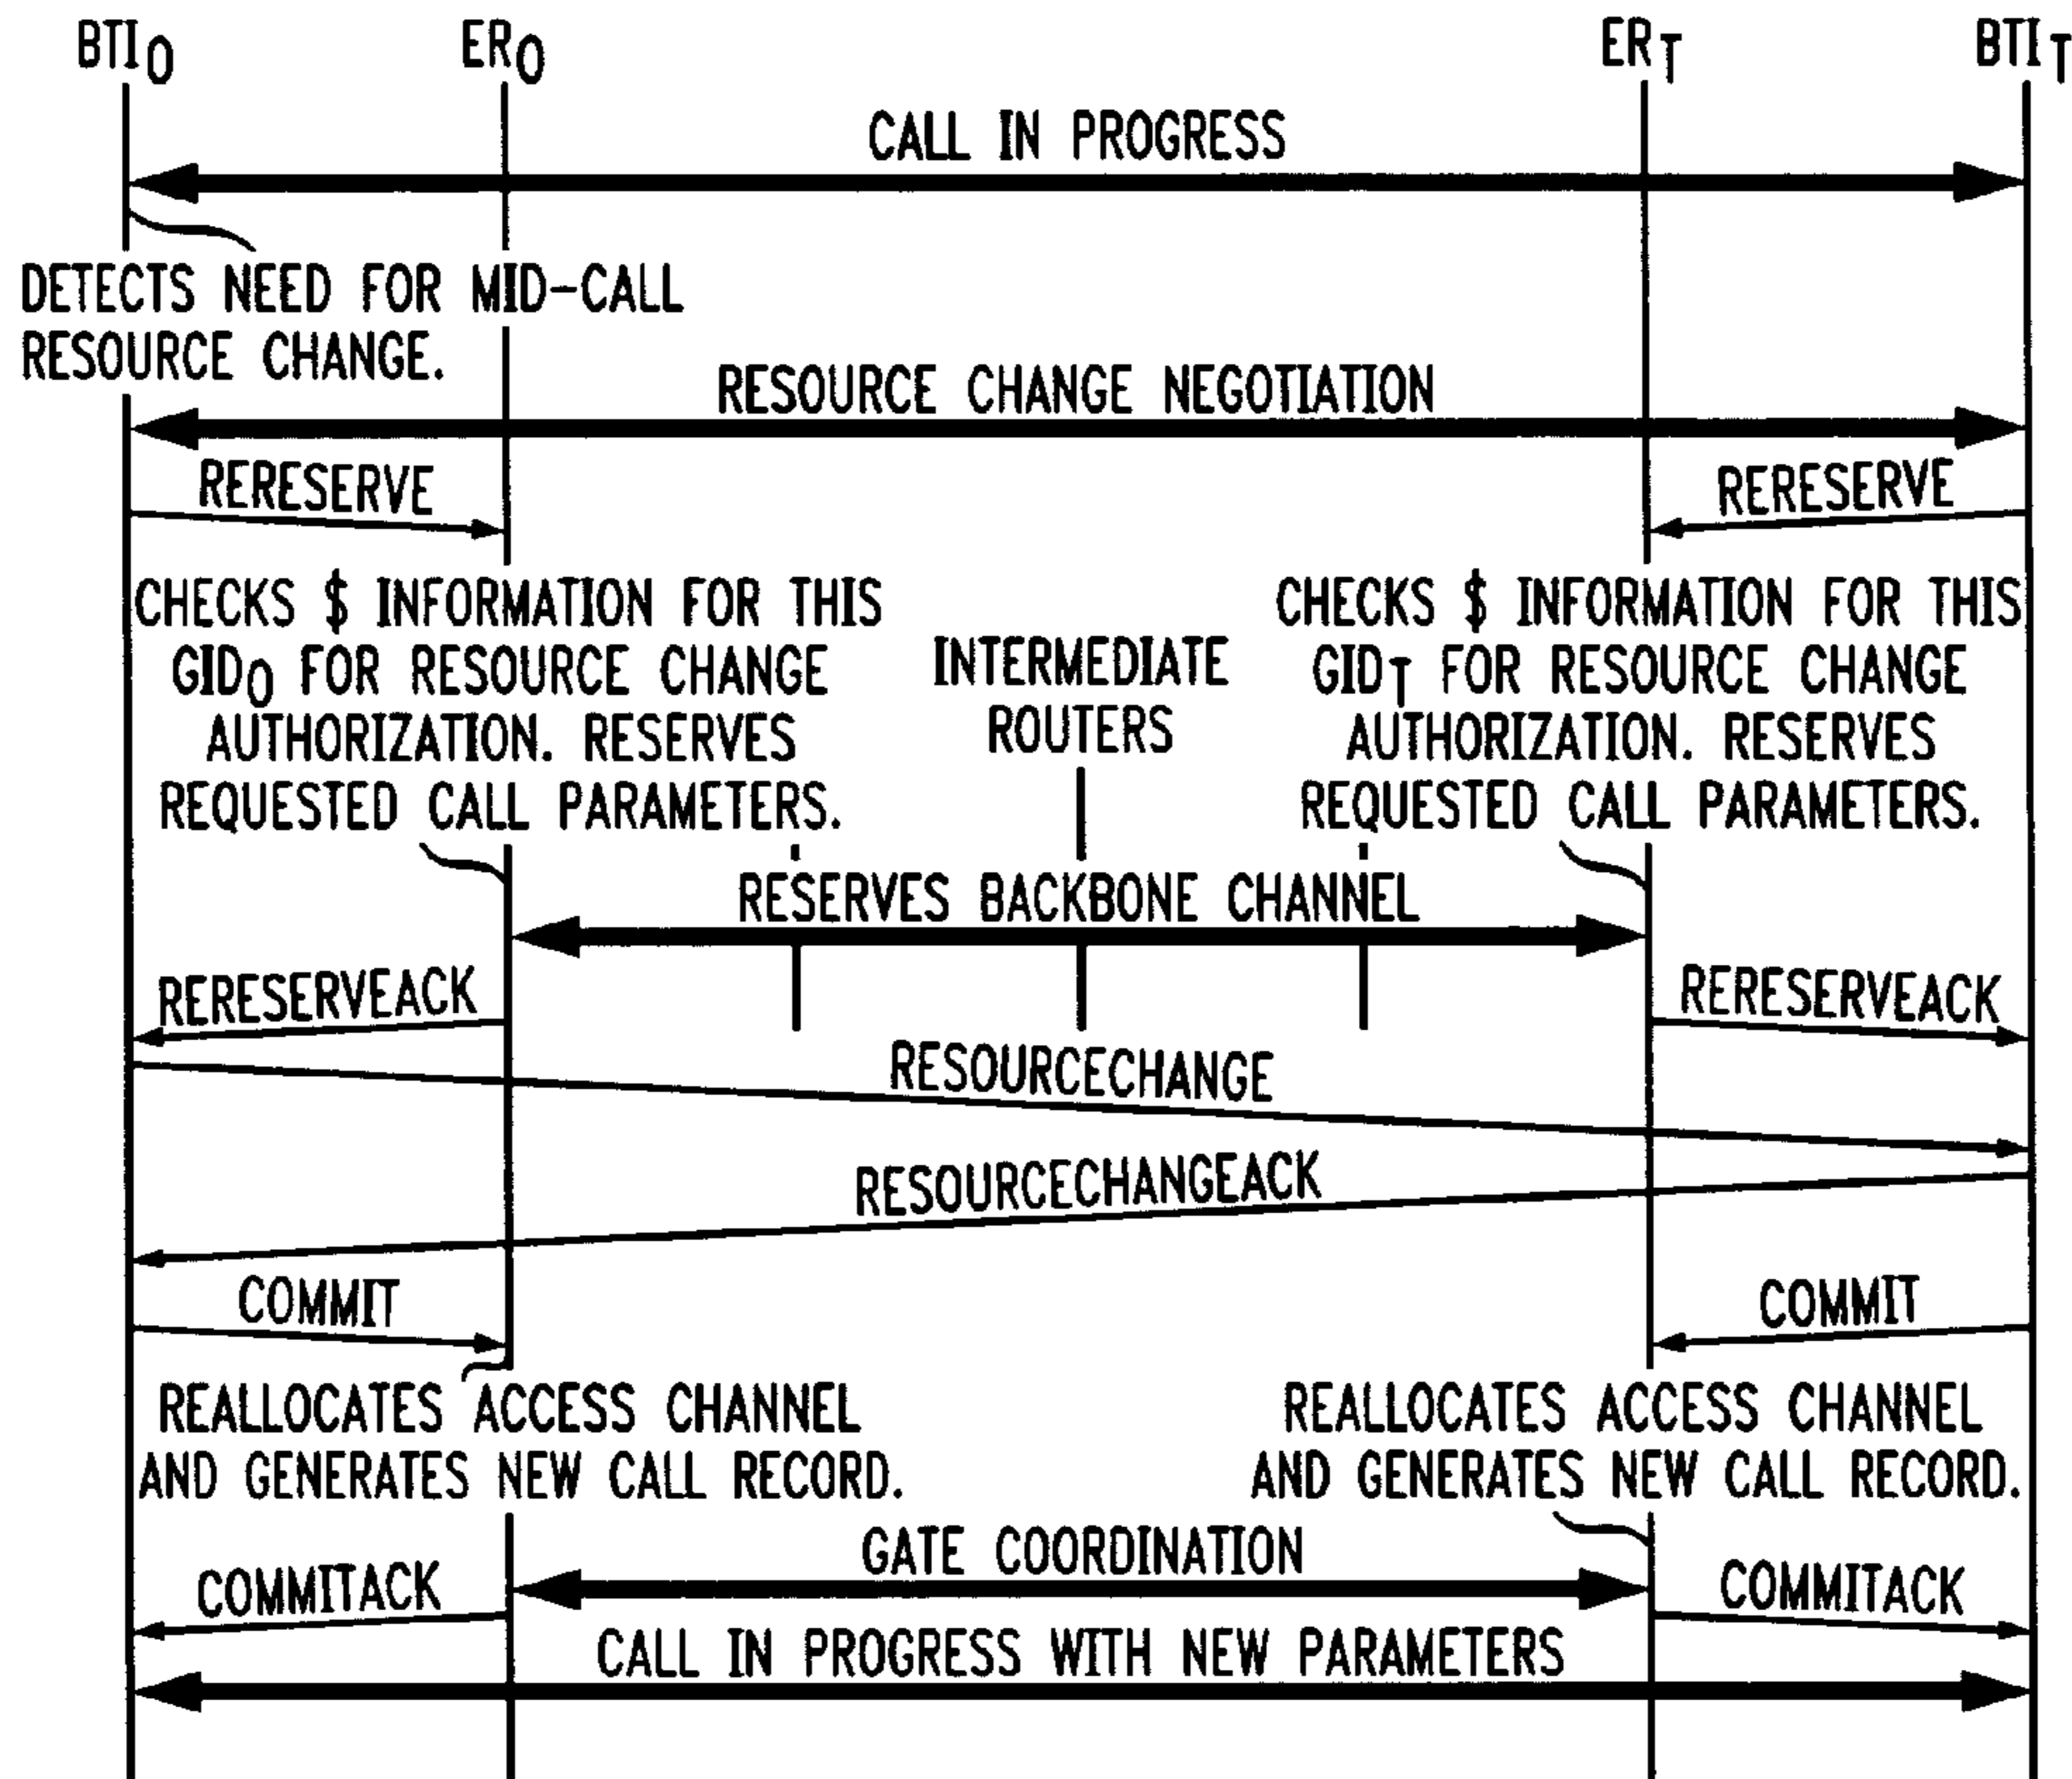 BTIO ERO ERT BTIT
CALL IN PROGRESS
DETECTS NEED FOR MID-CALL
RESOURCE CHANGE.
RESOURCE CHANGE NEGOTIATION
RERESERVE RERESERVE
CHECKS $ INFORMATION FOR THIS
GIDO FOR RESOURCE CHANGE
AUTHORIZATION. RESERVES
REQUESTED CALL PARAMETERS.
INTERMEDIATE
ROUTERS
CHECKS $ INFORMATION FOR THIS
GIDT FOR RESOURCE CHANGE
AUTHORIZATION. RESERVES
REQUESTED CALL PARAMETERS.
RESERVES BACKBONE CHANNEL
RERESERVEACK RERESERVEACK
RESOURCECHANGE
RESOURCECHANGEACK
COMMIT COMMIT
REALLOCATES ACCESS CHANNEL
AND GENERATES NEW CALL RECORD.
REALLOCATES ACCESS CHANNEL
AND GENERATES NEW CALL RECORD.
GATE COORDINATION
COMMITACK COMMITACK
CALL IN PROGRESS WITH NEW PARAMETERS